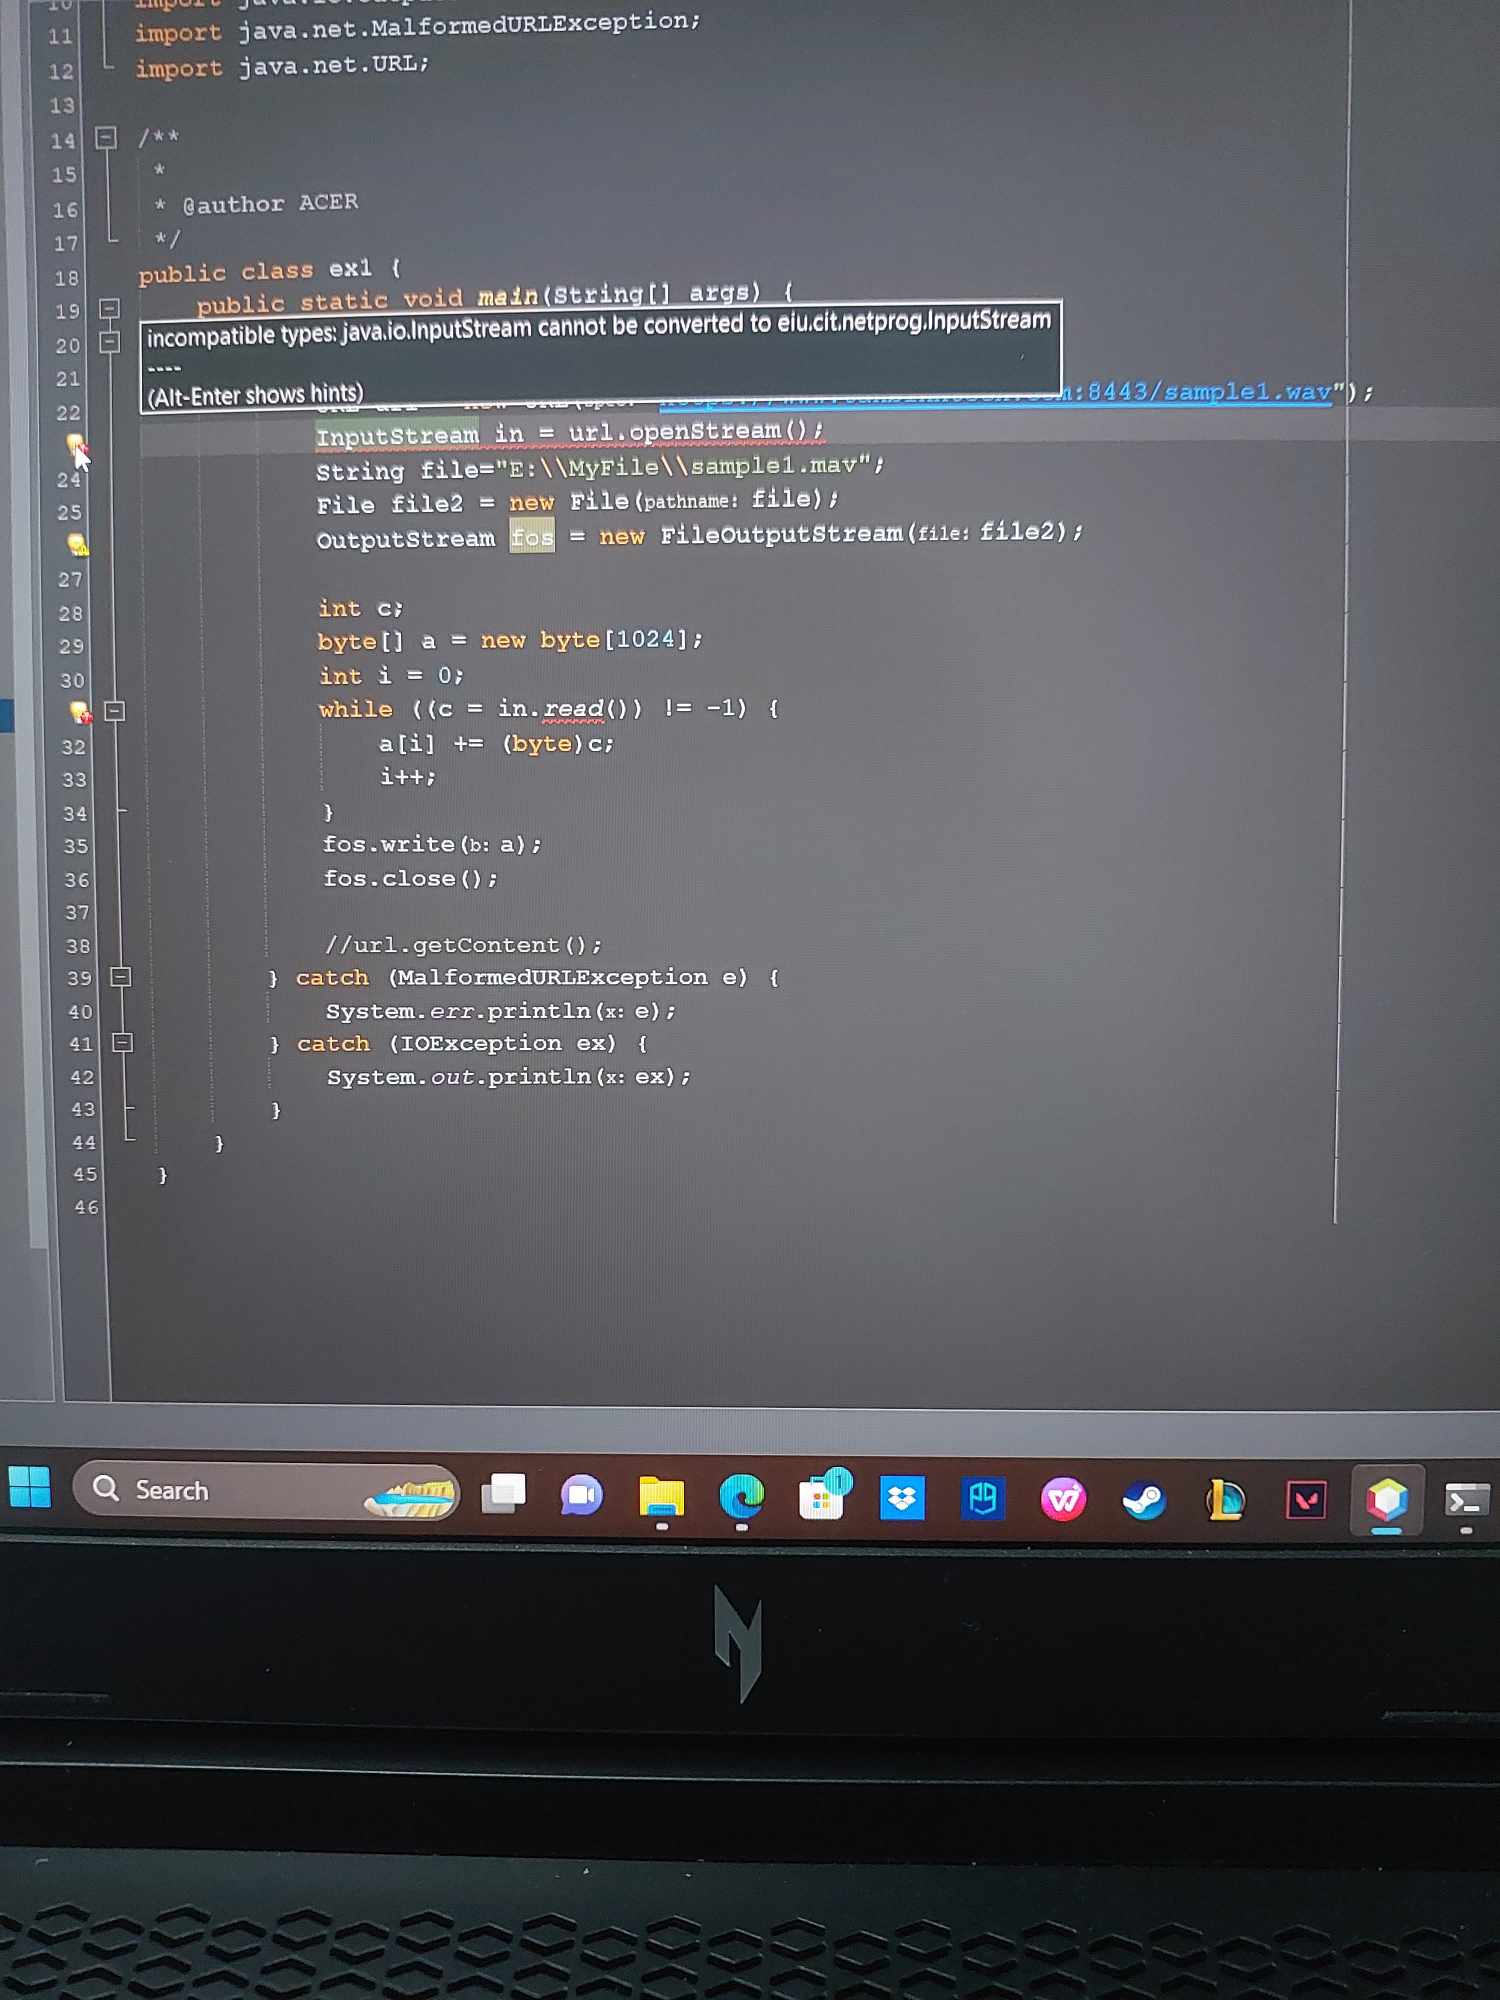 10 import
11 import java.net.MalformedURLException;
12 import java.net.URL;
13
14 /**
15 *
16 * @author ACER
17 */
18 public class ex1 {
19 public static void main(String[] args) {
20 incompatible types: java.io.InputStream cannot be converted to eiu.cit.netprog.InputStream
21 ----
(Alt-Enter shows hints)
22 :8443/sample1.wav");
InputStream in = url.openStream();
24 String file="E:\\MyFile\\sample1.mav";
25 File file2 = new File(pathname: file);
OutputStream fos = new FileOutputStream(file: file2);
27
28 int c;
29 byte[] a = new byte[1024];
30 int i = 0;
while ((c = in.read()) != -1) {
32 a[i] += (byte)c;
33 i++;
34 }
35 fos.write(b: a);
36 fos.close();
37
38 //url.getContent();
39 } catch (MalformedURLException e) {
40 System.err.println(x: e);
41 } catch (IOException ex) {
42 System.out.println(x: ex);
43 }
44 }
45 }
46
Search
1